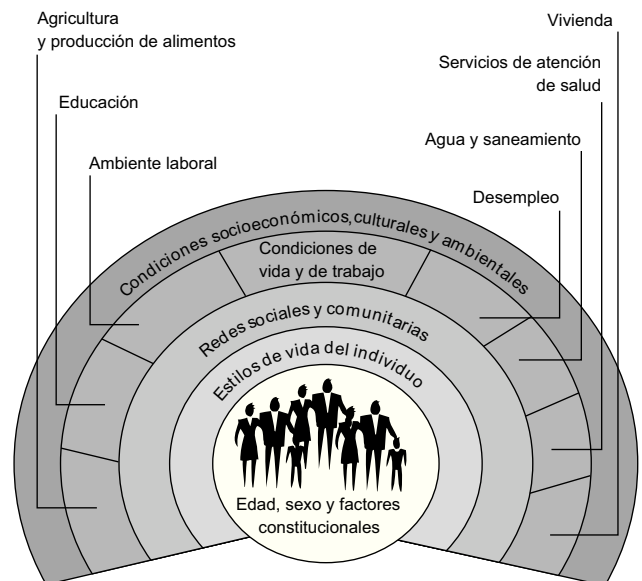 Agricultura
y producción de alimentos
Educación
Ambiente laboral
Vivienda
Servicios de atención
de salud
Agua y saneamiento
Desempleo
Condiciones socioeconómicos, culturales y ambientales
Condiciones de
vida y de trabajo
Redes sociales y comunitarias
Estilos de vida del individuo
Edad, sexo y factores
constitucionales